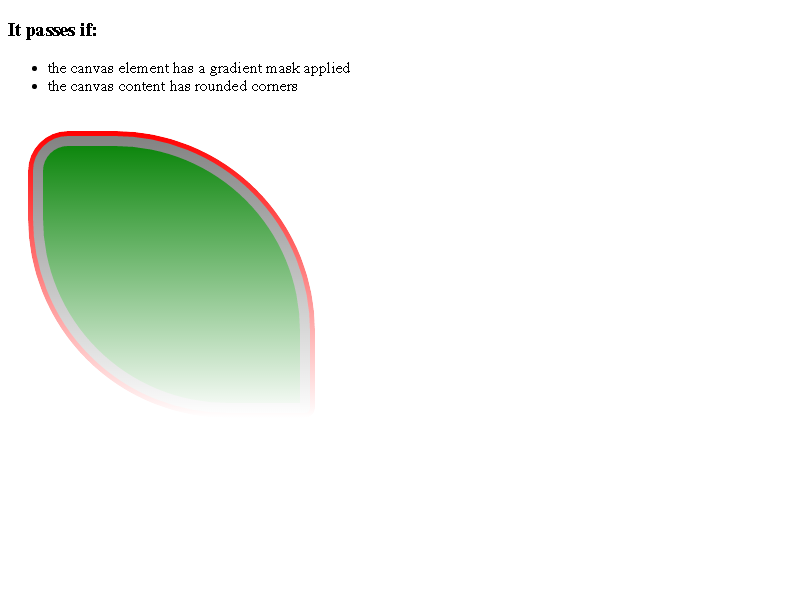 It passes if:
the canvas element has a gradient mask applied
the canvas content has rounded corners